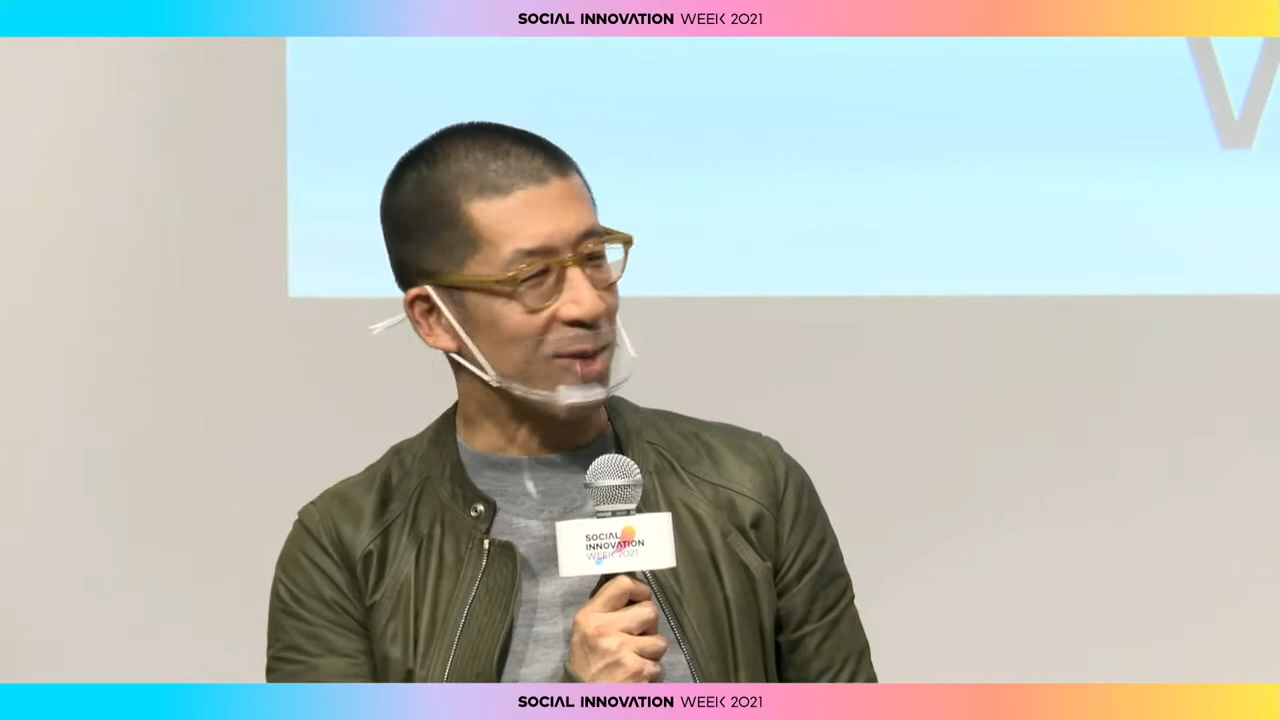 SOCIAL INNOVATION WEEK 2021
W
SOCIAL
INNOVATION
WEEK 2021
SOCIAL INNOVATION WEEK 2021